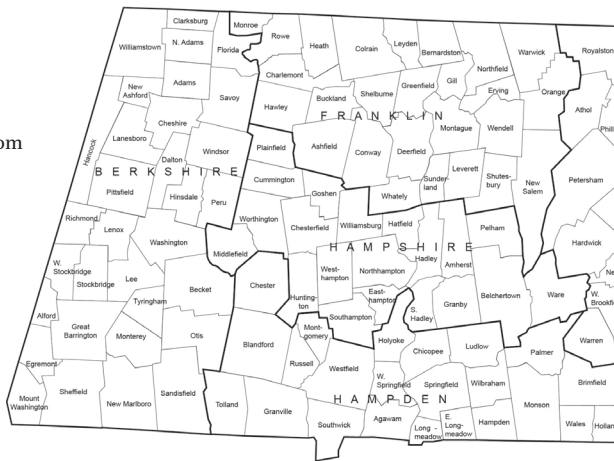 Clarksburg
Monroe
Rowe
Heath
Colrain
Leyden
Bernardston
Northfield
Warwick
Royalston
Williamstown
N. Adams
Florida
Charlemont
Gill
Erving
Orange
Athol
New
Ashford
Adams
Savoy
Hawley
Buckland
Shelburne
Greenfield
FRANKLIN
Montague
Wendell
om
Hancock
Lanesboro
Cheshire
Dalton
Windsor
Plainfield
Ashfield
Conway
Deerfield
Leverett
Shutes-
bury
New
Salem
Petersham
BERKSHIRE
Pittsfield
Hinsdale
Peru
Cummington
Goshen
Whately
Sunder-
land
Richmond
Lenox
Washington
Worthington
Chesterfield
Williamsburg
Hatfield
Pelham
Hardwick
HAMPSHIRE
Middlefield
Hadley
Amherst
W.
Stockbridge
Stockbridge
Lee
Becket
Chester
West-
hampton
Northhampton
Belchertown
Ware
W.
Tyringham
Hunting-
ton
East-
hampton
Granby
S.
Hadley
Alford
Great
Barrington
Monterey
Otis
Blandford
Mont-
gomery
Southampton
Holyoke
Chicopee
Ludlow
Palmer
Warren
Egremont
Russell
Westfield
W.
Springfield
Springfield
Wilbraham
Brimfield
Mount
Washington
Sheffield
New Marlboro
Sandisfield
Tolland
Granville
HAMPDEN
Southwick
Agawam
Long -
meadow
E.
Long-
meadow
Hampden
Monson
Wales